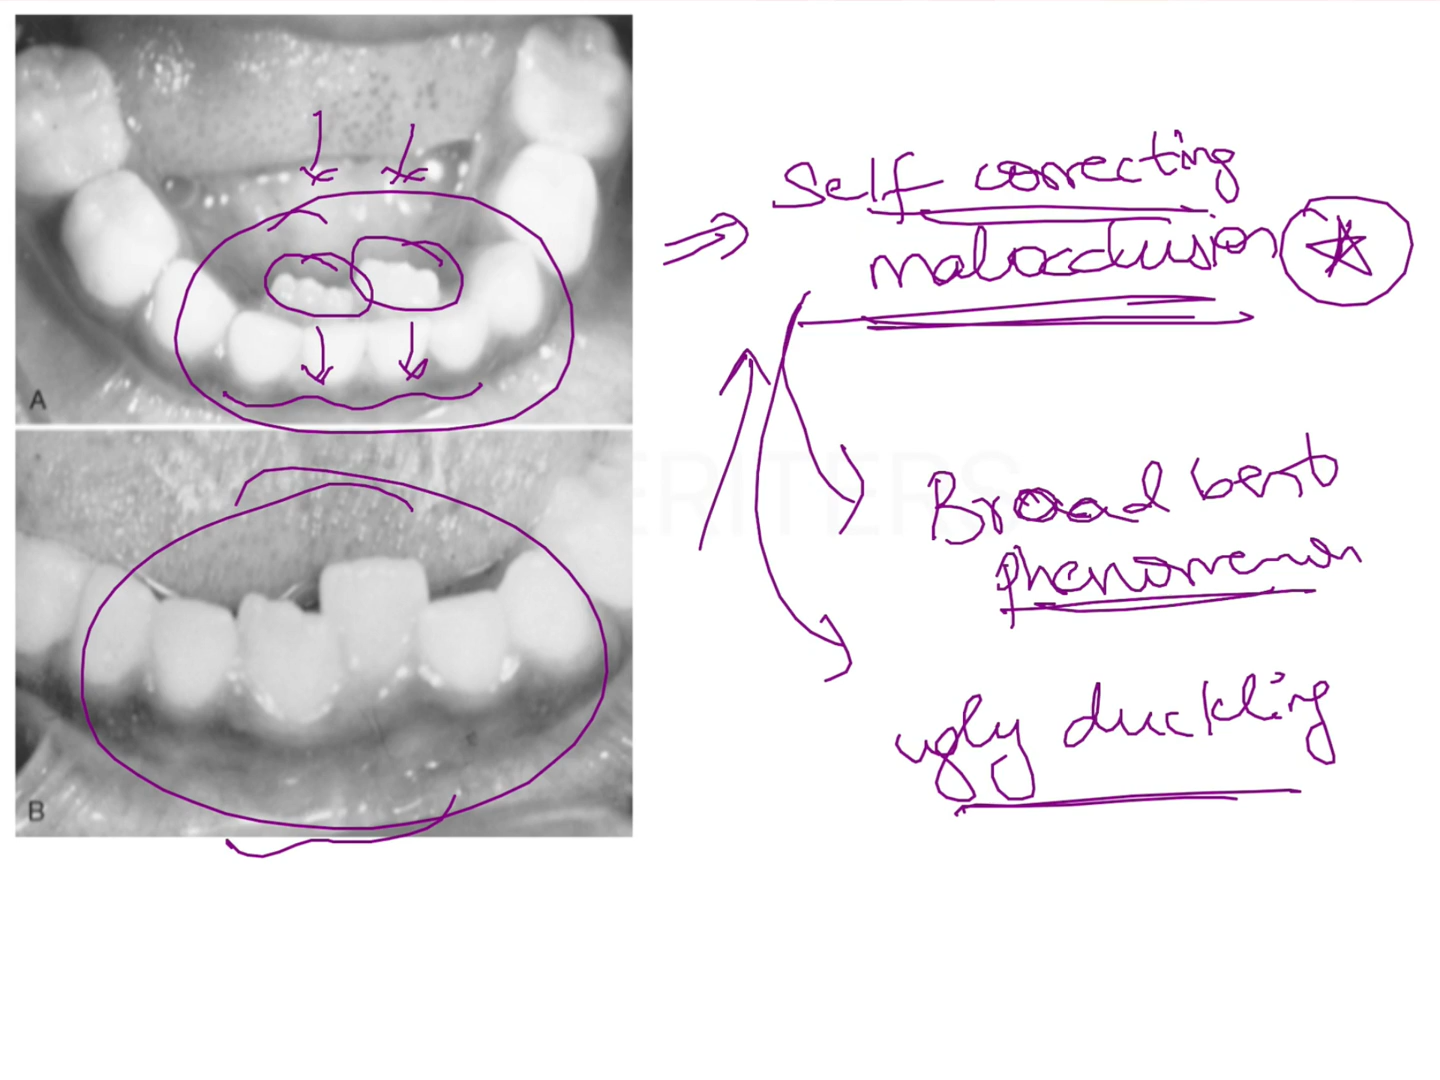 A
B
Self correcting
malocclusion
Broad bent
phenomenon
ugly duckling